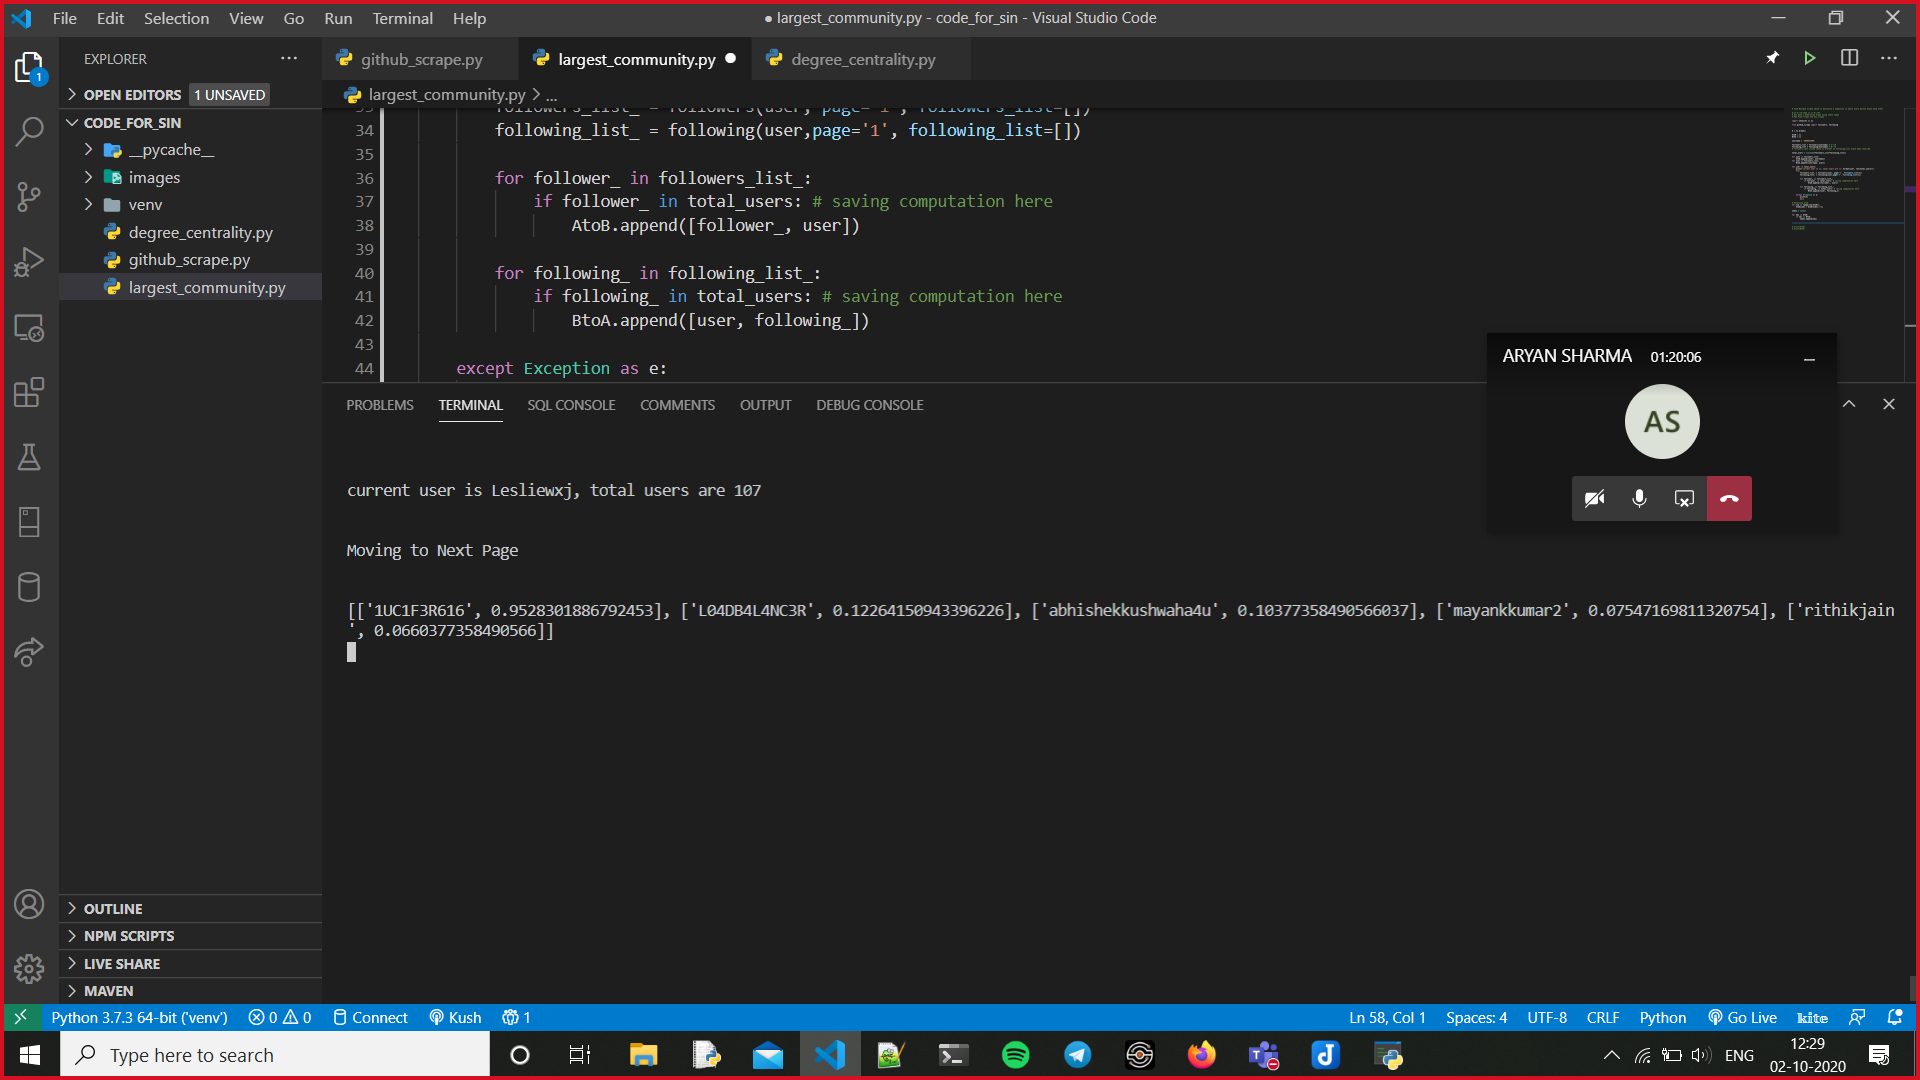 File Edit Selection View Go Run Terminal Help
● largest_community.py - code_for_sin - Visual Studio Code
EXPLORER
github_scrape.py
largest_community.py
degree_centrality.py
1
OPEN EDITORS 1 UNSAVED
largest_community.py > ...
CODE_FOR_SIN
__pycache__
images
venv
degree_centrality.py
github_scrape.py
largest_community.py
34 following_list_ = following(user,page='1', following_list=[])
35
36 for follower_ in followers_list_:
37 if follower_ in total_users: # saving computation here
38 AtoB.append([follower_, user])
39
40 for following_ in following_list_:
41 if following_ in total_users: # saving computation here
42 BtoA.append([user, following_])
43
44 except Exception as e:
ARYAN SHARMA 01:20:06
AS
PROBLEMS TERMINAL SQL CONSOLE COMMENTS OUTPUT DEBUG CONSOLE
current user is Lesliewxj, total users are 107
Moving to Next Page
[['1UC1F3R616', 0.9528301886792453], ['L04DB4L4NC3R', 0.12264150943396226], ['abhishekkushwaha4u', 0.10377358490566037], ['mayankkumar2', 0.07547169811320754], ['rithikjain
', 0.0660377358490566]]
OUTLINE
NPM SCRIPTS
LIVE SHARE
MAVEN
Python 3.7.3 64-bit ('venv') 0 0 Connect Kush 1
Ln 58, Col 1 Spaces: 4 UTF-8 CRLF Python Go Live kite
Type here to search
ENG
12:29
02-10-2020